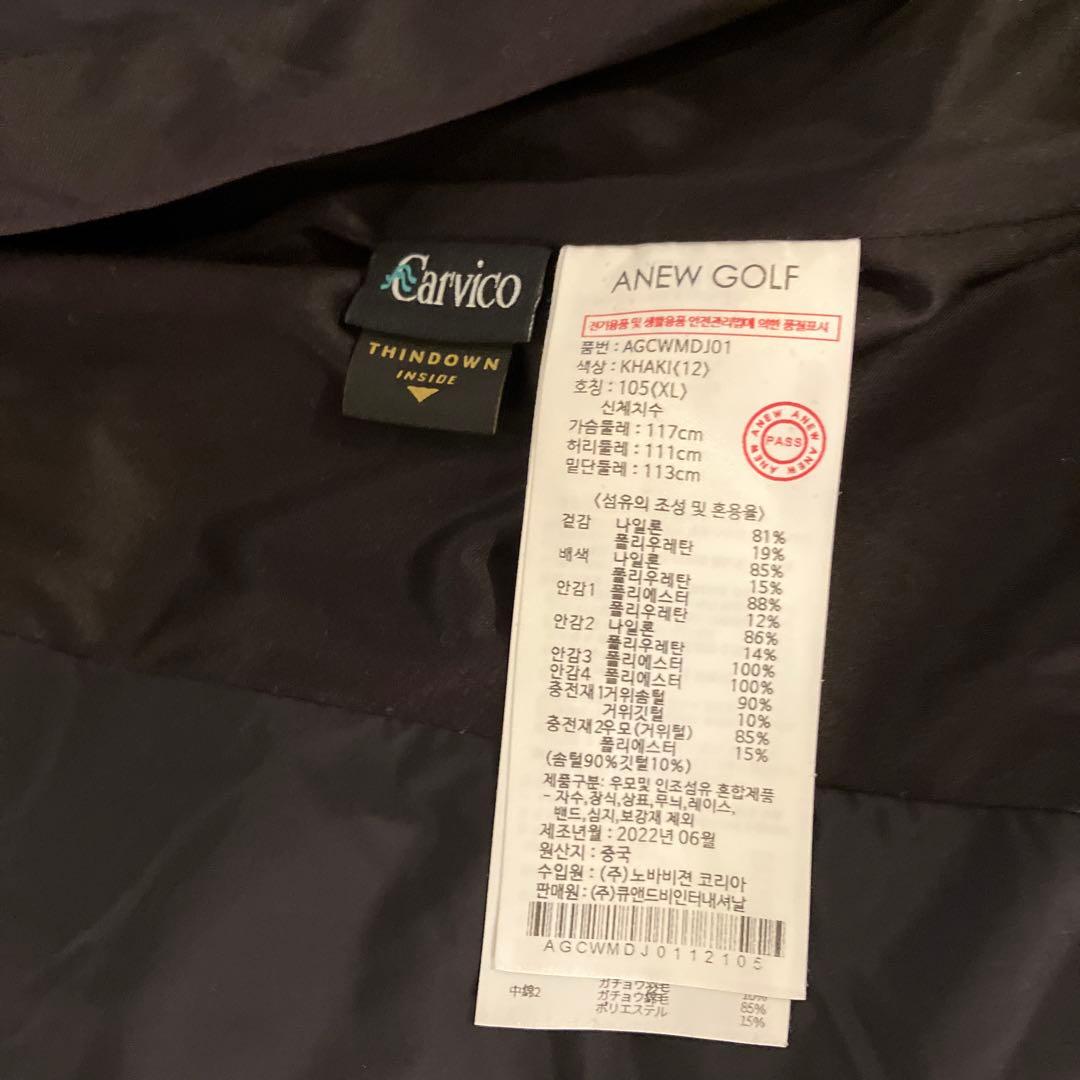 Carvico
THINDOWN
INSIDE
ANEW GOLF
전기용품 및 생활용품 안전관리법에 의한 품질표시
품번 : AGCWMDJ01
색상 : KHAKI(12)
호칭 : 105(XL)
신체치수
가슴둘레 : 117cm
허리둘레 : 111cm
밑단둘레 : 113cm
ANEW ANEW ANEW ANEW
PASS
〈섬유의 조성 및 혼용율〉
겉감 나일론 81%
폴리우레탄 19%
배색 나일론 85%
폴리우레탄 15%
안감1 폴리에스터 88%
폴리우레탄 12%
안감2 나일론 86%
폴리우레탄 14%
안감3 폴리에스터 100%
안감4 폴리에스터 100%
충전재1거위솜털 90%
거위깃털 10%
충전재2우모(거위털) 85%
폴리에스터 15%
(솜털90%깃털10%)
제품구분: 우모및 인조섬유 혼합제품
- 자수,장식,상표,무늬,레이스,
밴드,심지,보강재 제외
제조년월 : 2022년 06월
원산지 : 중국
수입원 : (주)노바비젼 코리아
판매원 : (주)큐앤드비인터내셔날
AGCWMDJ0112105
10%
中綿2 ガチョウ綿毛 85%
ポリエステル 15%